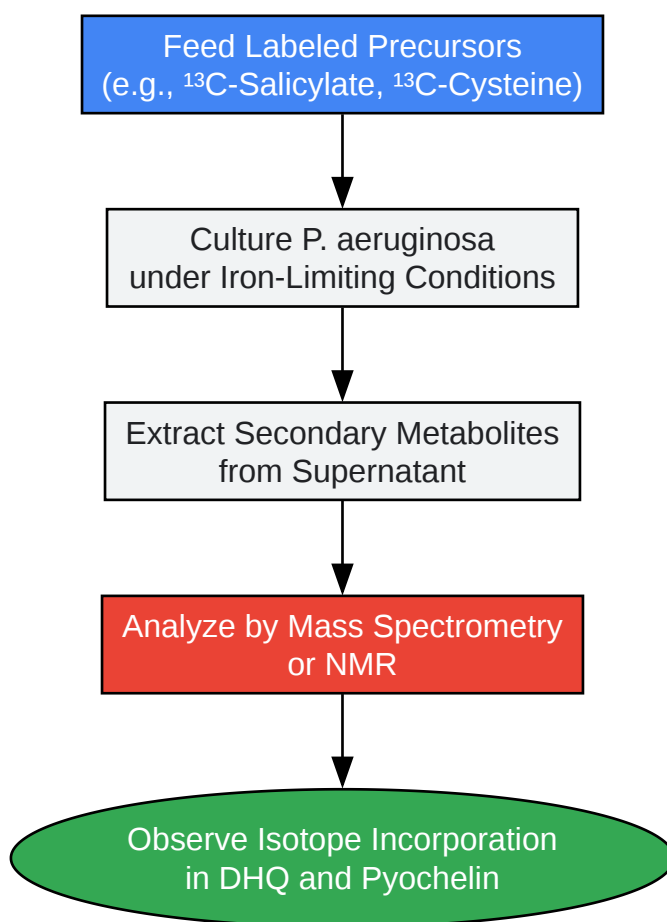 Feed Labeled Precursors
(e.g., ¹³C-Salicylate, ¹³C-Cysteine)
Culture P. aeruginosa
under Iron-Limiting Conditions
Extract Secondary Metabolites
from Supernatant
Analyze by Mass Spectrometry
or NMR
Observe Isotope Incorporation
in DHQ and Pyochelin